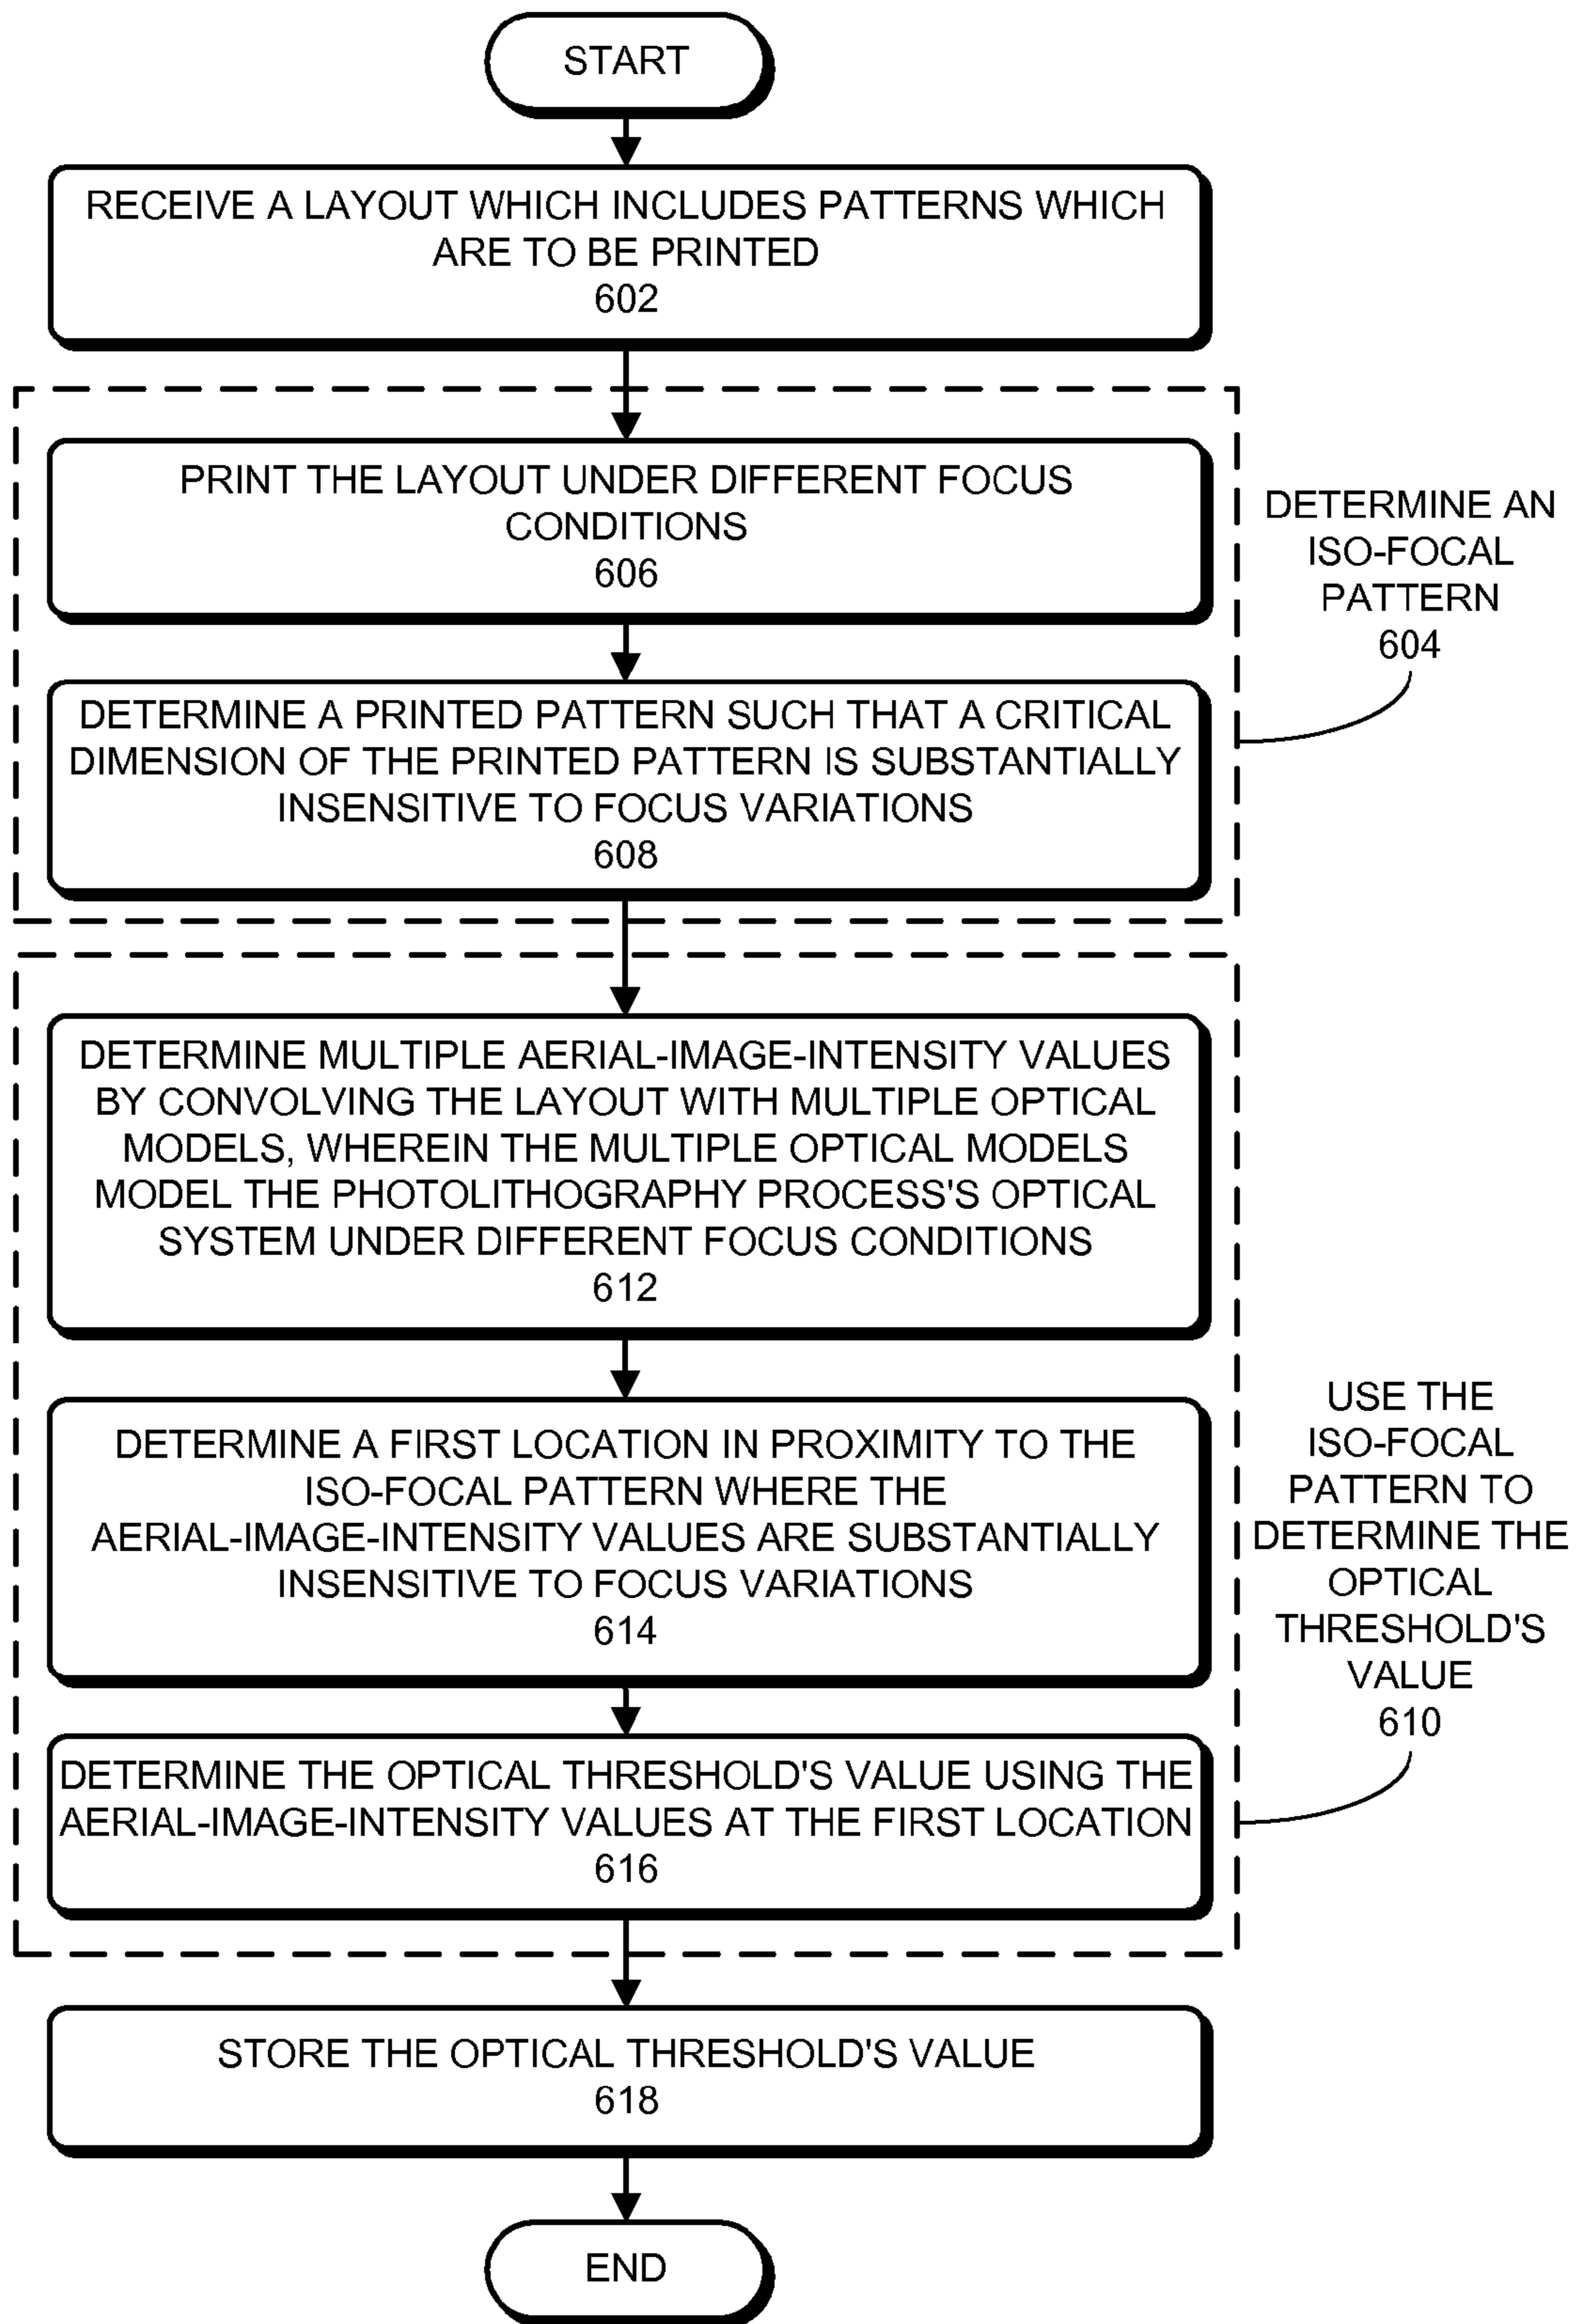 START
RECEIVE A LAYOUT WHICH INCLUDES PATTERNS WHICH
ARE TO BE PRINTED
602
PRINT THE LAYOUT UNDER DIFFERENT FOCUS
CONDITIONS
606
DETERMINE A PRINTED PATTERN SUCH THAT A CRITICAL
DIMENSION OF THE PRINTED PATTERN IS SUBSTANTIALLY
INSENSITIVE TO FOCUS VARIATIONS
608
DETERMINE AN
ISO-FOCAL
PATTERN
604
DETERMINE MULTIPLE AERIAL-IMAGE-INTENSITY VALUES
BY CONVOLVING THE LAYOUT WITH MULTIPLE OPTICAL
MODELS, WHEREIN THE MULTIPLE OPTICAL MODELS
MODEL THE PHOTOLITHOGRAPHY PROCESS'S OPTICAL
SYSTEM UNDER DIFFERENT FOCUS CONDITIONS
612
DETERMINE A FIRST LOCATION IN PROXIMITY TO THE
ISO-FOCAL PATTERN WHERE THE
AERIAL-IMAGE-INTENSITY VALUES ARE SUBSTANTIALLY
INSENSITIVE TO FOCUS VARIATIONS
614
DETERMINE THE OPTICAL THRESHOLD'S VALUE USING THE
AERIAL-IMAGE-INTENSITY VALUES AT THE FIRST LOCATION
616
USE THE
ISO-FOCAL
PATTERN TO
DETERMINE THE
OPTICAL
THRESHOLD'S
VALUE
610
STORE THE OPTICAL THRESHOLD'S VALUE
618
END